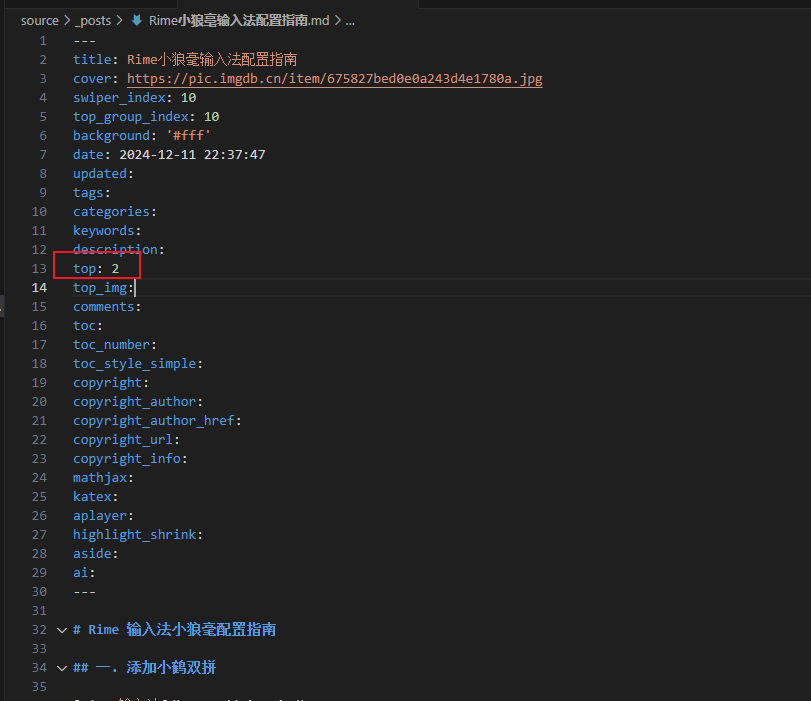 source > _posts > Rime小狼毫输入法配置指南.md > ...
1 ---
2 title: Rime小狼毫输入法配置指南
3 cover: https://pic.imgdb.cn/item/675827bed0e0a243d4e1780a.jpg
4 swiper_index: 10
5 top_group_index: 10
6 background: '#fff'
7 date: 2024-12-11 22:37:47
8 updated:
9 tags:
10 categories:
11 keywords:
12 description:
13 top: 2
14 top_img:
15 comments:
16 toc:
17 toc_number:
18 toc_style_simple:
19 copyright:
20 copyright_author:
21 copyright_author_href:
22 copyright_url:
23 copyright_info:
24 mathjax:
25 katex:
26 aplayer:
27 highlight_shrink:
28 aside:
29 ai:
30 ---
31
32 # Rime 输入法小狼毫配置指南
33
34 ## 一. 添加小鹤双拼
35